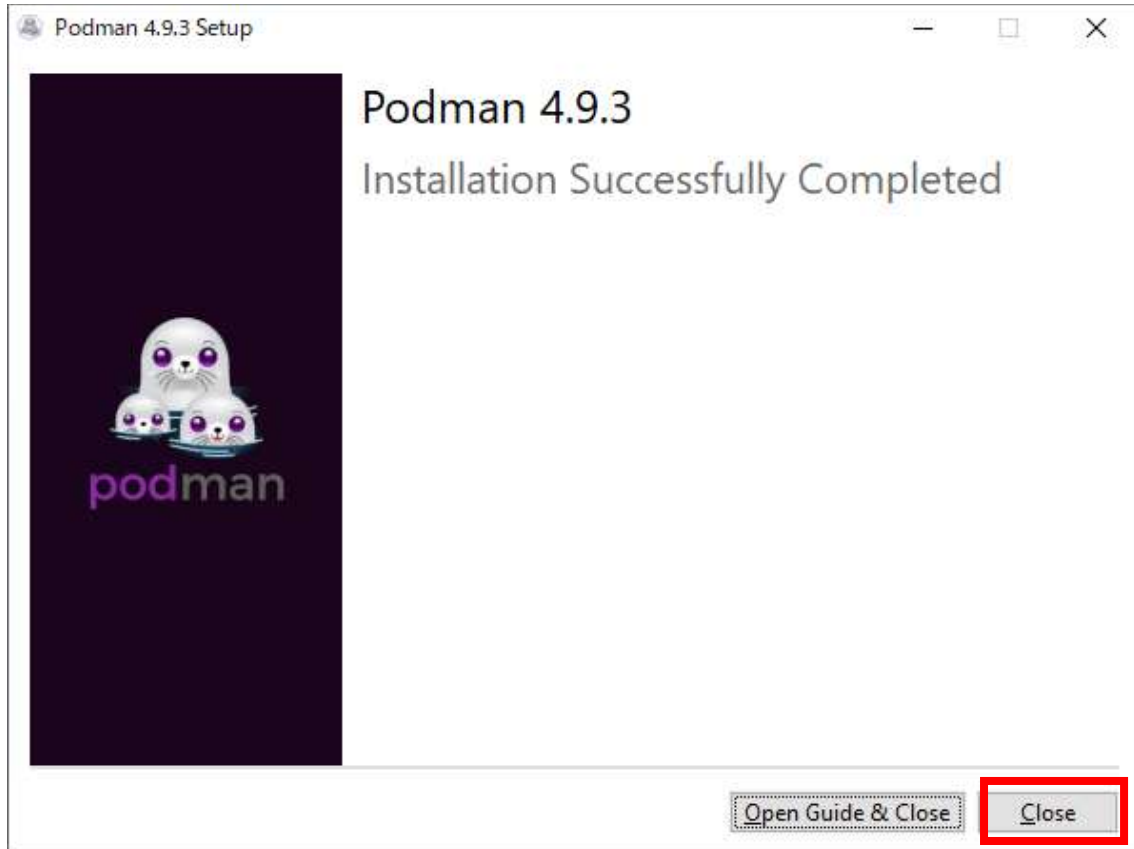 Podman 4.9.3 Setup
Podman 4.9.3
Installation Successfully Completed
podman
Open Guide & Close
Close